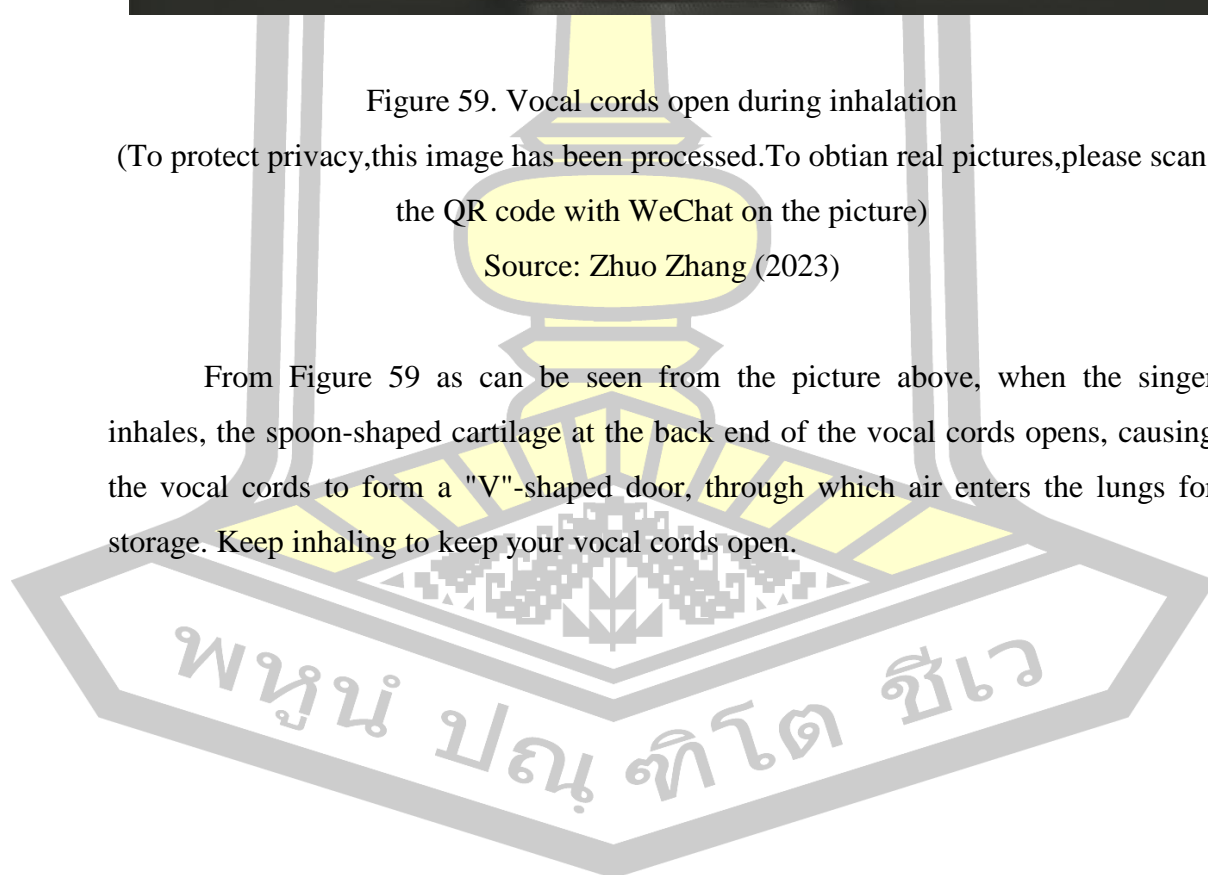 Figure 59. Vocal cords open during inhalation
(To protect privacy,this image has been processed.To obtian real pictures,please scan
the QR code with WeChat on the picture)
Source: Zhuo Zhang (2023)
From Figure 59 as can be seen from the picture above, when the singer
inhales, the spoon-shaped cartilage at the back end of the vocal cords opens, causing
the vocal cords to form a "V"-shaped door, through which air enters the lungs for
storage. Keep inhaling to keep your vocal cords open.
พหูนํ ปณฺฑิโต ชีเว